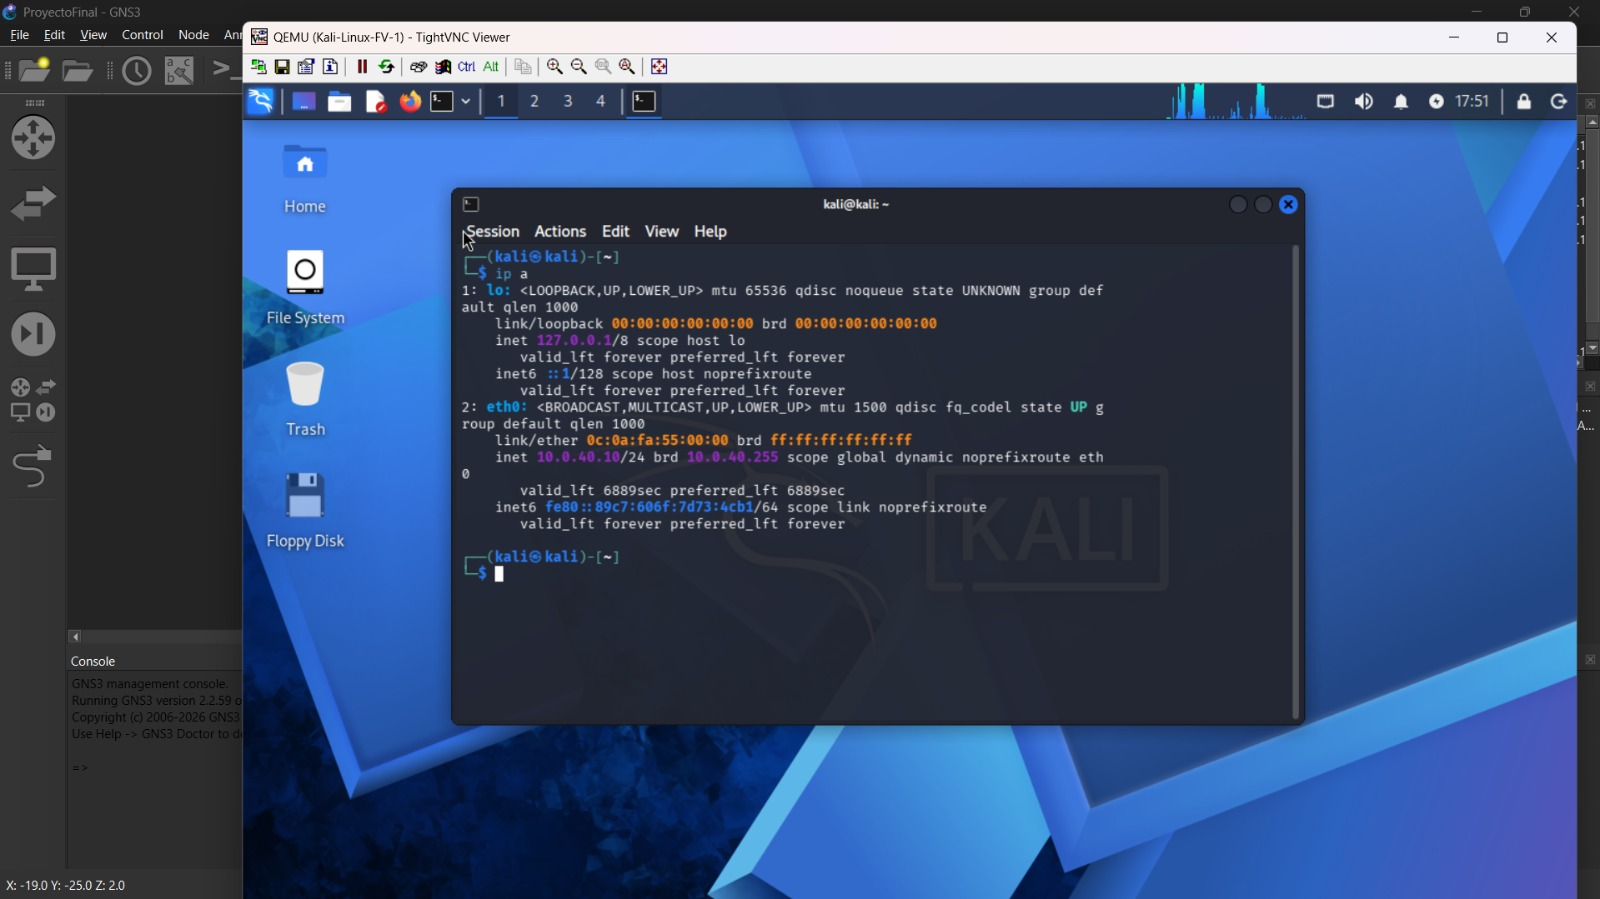 ProyectoFinal - GNS3
File Edit View Control Node
QEMU (Kali-Linux-FV-1) - TightVNC Viewer
Ctrl Alt
1 2 3 4
17:51
Home
File System
Trash
Floppy Disk
kali@kali: ~
Session Actions Edit View Help
┌──(kali㉿kali)-[~]
└─$ ip a
1: lo: <LOOPBACK,UP,LOWER_UP> mtu 65536 qdisc noqueue state UNKNOWN group def
ault qlen 1000
link/loopback 00:00:00:00:00:00 brd 00:00:00:00:00:00
inet 127.0.0.1/8 scope host lo
valid_lft forever preferred_lft forever
inet6 ::1/128 scope host noprefixroute
valid_lft forever preferred_lft forever
2: eth0: <BROADCAST,MULTICAST,UP,LOWER_UP> mtu 1500 qdisc fq_codel state UP g
roup default qlen 1000
link/ether 0c:0a:fa:55:00:00 brd ff:ff:ff:ff:ff:ff
inet 10.0.40.10/24 brd 10.0.40.255 scope global dynamic noprefixroute eth
0
valid_lft 6889sec preferred_lft 6889sec
inet6 fe80::89c7:606f:7d73:4cb1/64 scope link noprefixroute
valid_lft forever preferred_lft forever
┌──(kali㉿kali)-[~]
└─$
KALI
Console
GNS3 management console.
Running GNS3 version 2.2.59
Copyright (c) 2006-2026 GNS3
Use Help -> GNS3 Doctor to
=>
X: -19.0 Y: -25.0 Z: 2.0